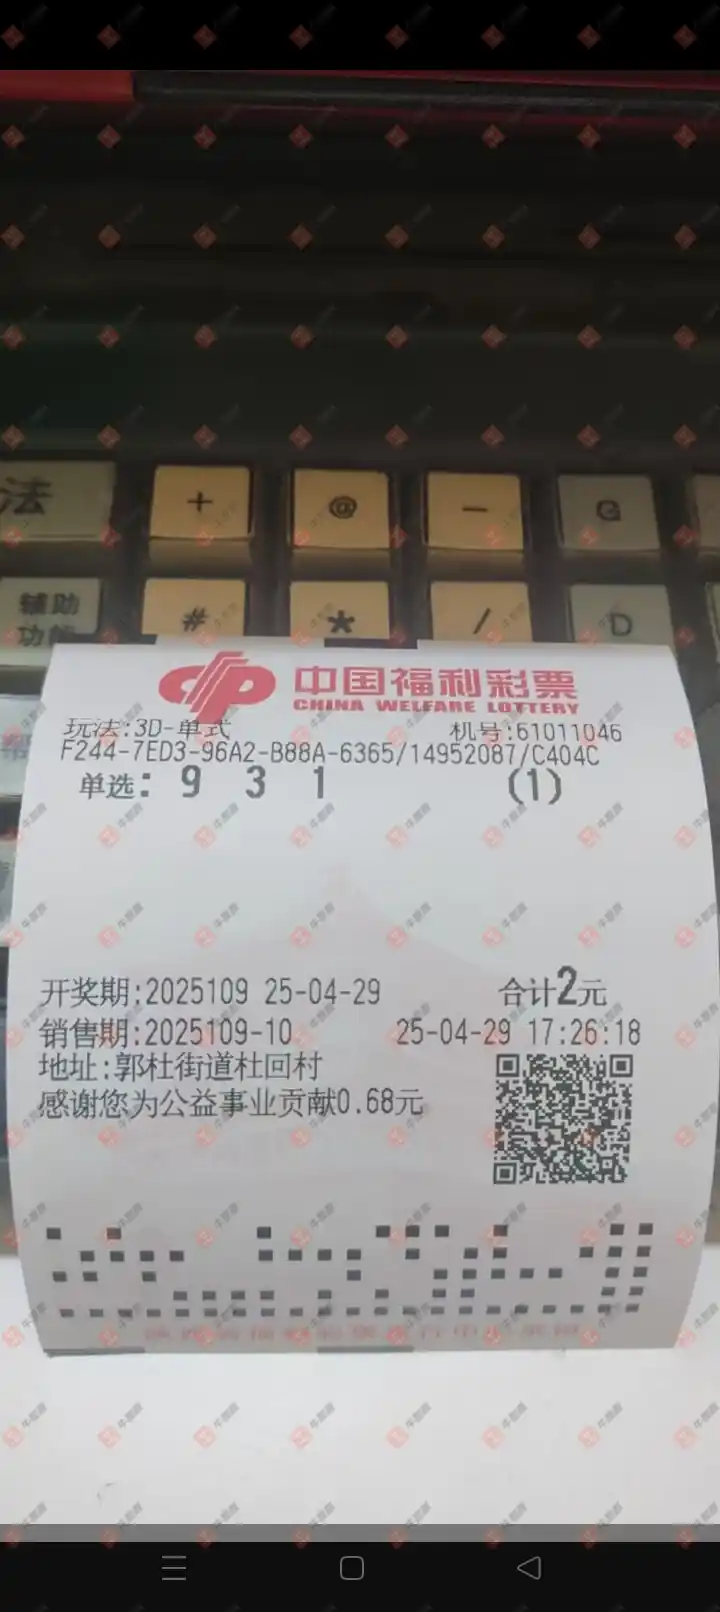 法 + @ - G
辅助功能 # * / D
中国福利彩票
CHINA WELFARE LOTTERY
玩法:3D-单式 机号:61011046
F244-7ED3-96A2-B88A-6365/14952087/C404C
单选: 9 3 1 (1)
开奖期:2025109 25-04-29 合计2元
销售期:2025109-10 25-04-29 17:26:18
地址:郭杜街道杜回村
感谢您为公益事业贡献0.68元